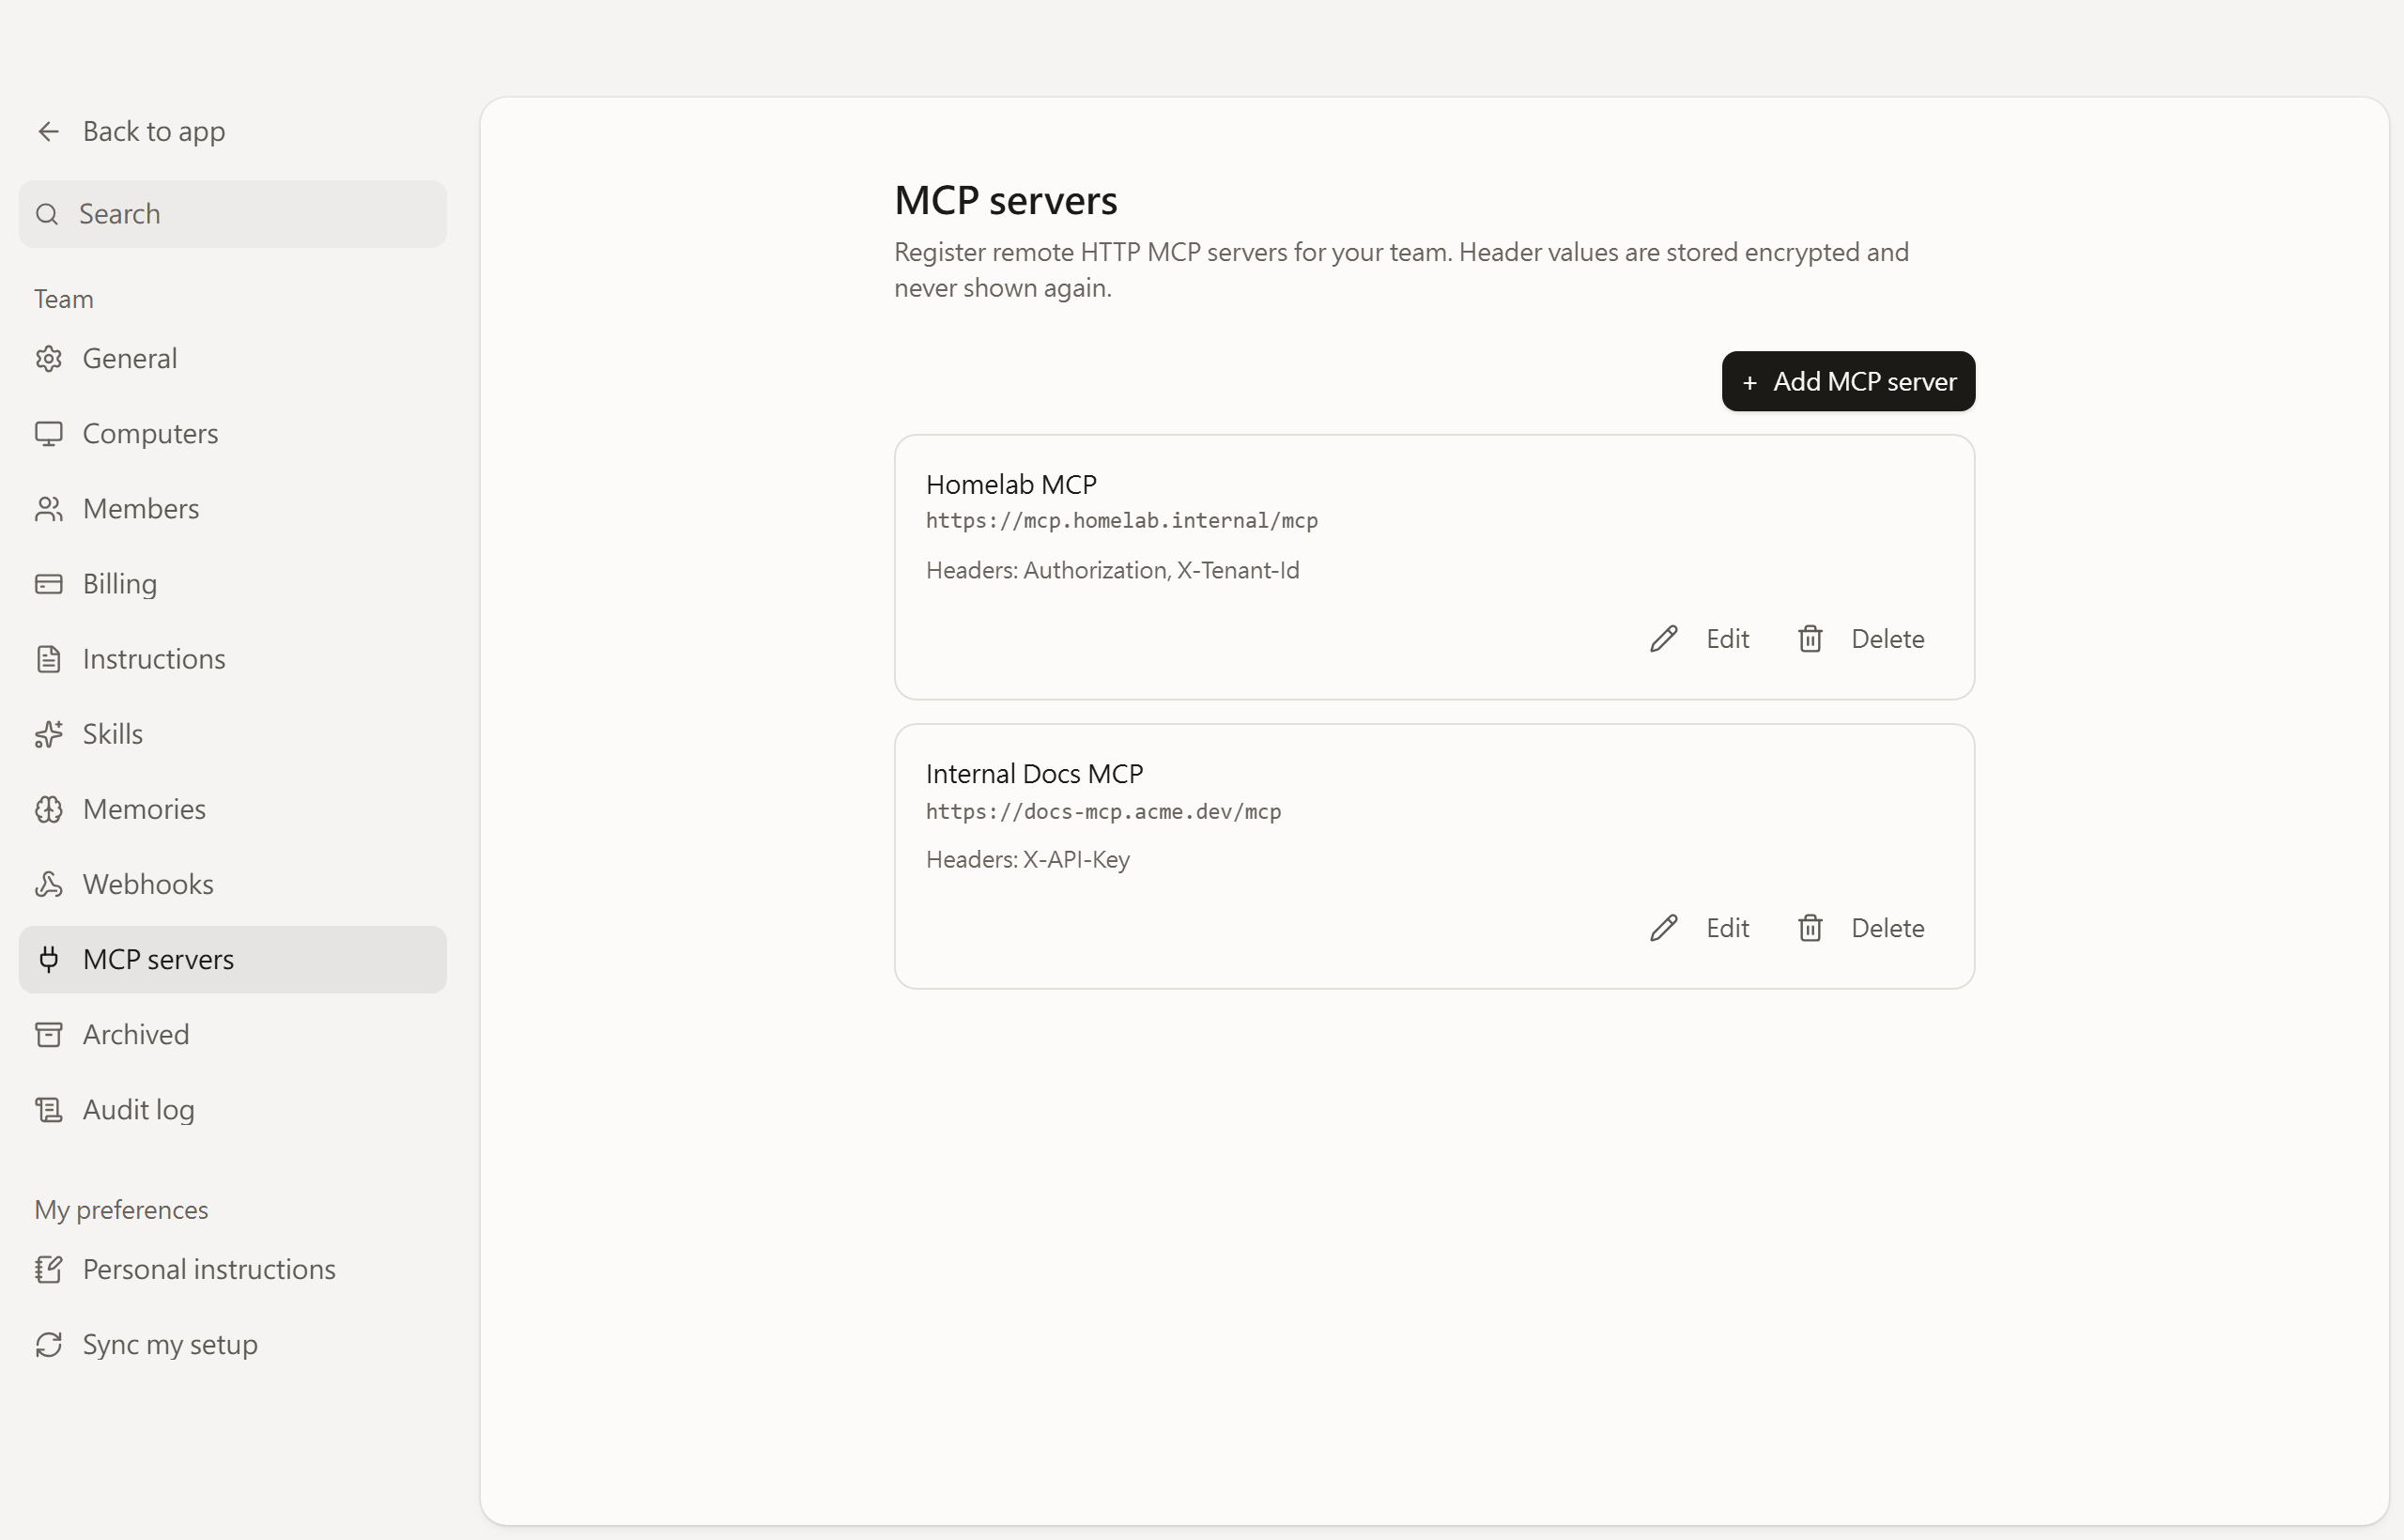 Back to app
Search
Team
General
Computers
Members
Billing
Instructions
Skills
Memories
Webhooks
MCP servers
Archived
Audit log
My preferences
Personal instructions
Sync my setup
MCP servers
Register remote HTTP MCP servers for your team. Header values are stored encrypted and
never shown again.
+ Add MCP server
Homelab MCP
https://mcp.homelab.internal/mcp
Headers: Authorization, X-Tenant-Id
Edit Delete
Internal Docs MCP
https://docs-mcp.acme.dev/mcp
Headers: X-API-Key
Edit Delete